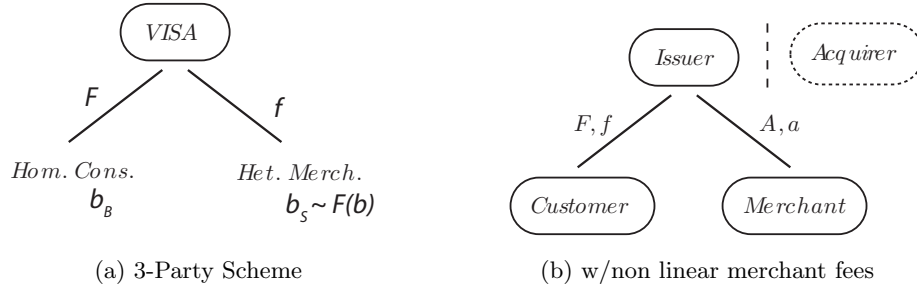 VISA
F
f
Hom. Cons.
b_B
Het. Merch.
b_S ~ F(b)
(a) 3-Party Scheme
Issuer
Acquirer
F, f
A, a
Customer
Merchant
(b) w/non linear merchant fees